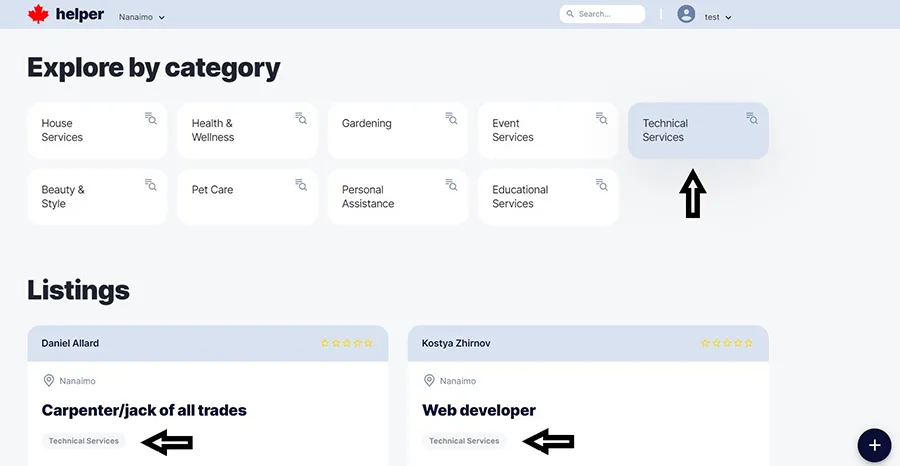 helper
Nanaimo
Search...
test
Explore by category
House
Services
Health &
Wellness
Gardening
Event
Services
Technical
Services
Beauty &
Style
Pet Care
Personal
Assistance
Educational
Services
Listings
Daniel Allard
Nanaimo
Carpenter/jack of all trades
Technical Services
Kostya Zhirnov
Nanaimo
Web developer
Technical Services
+